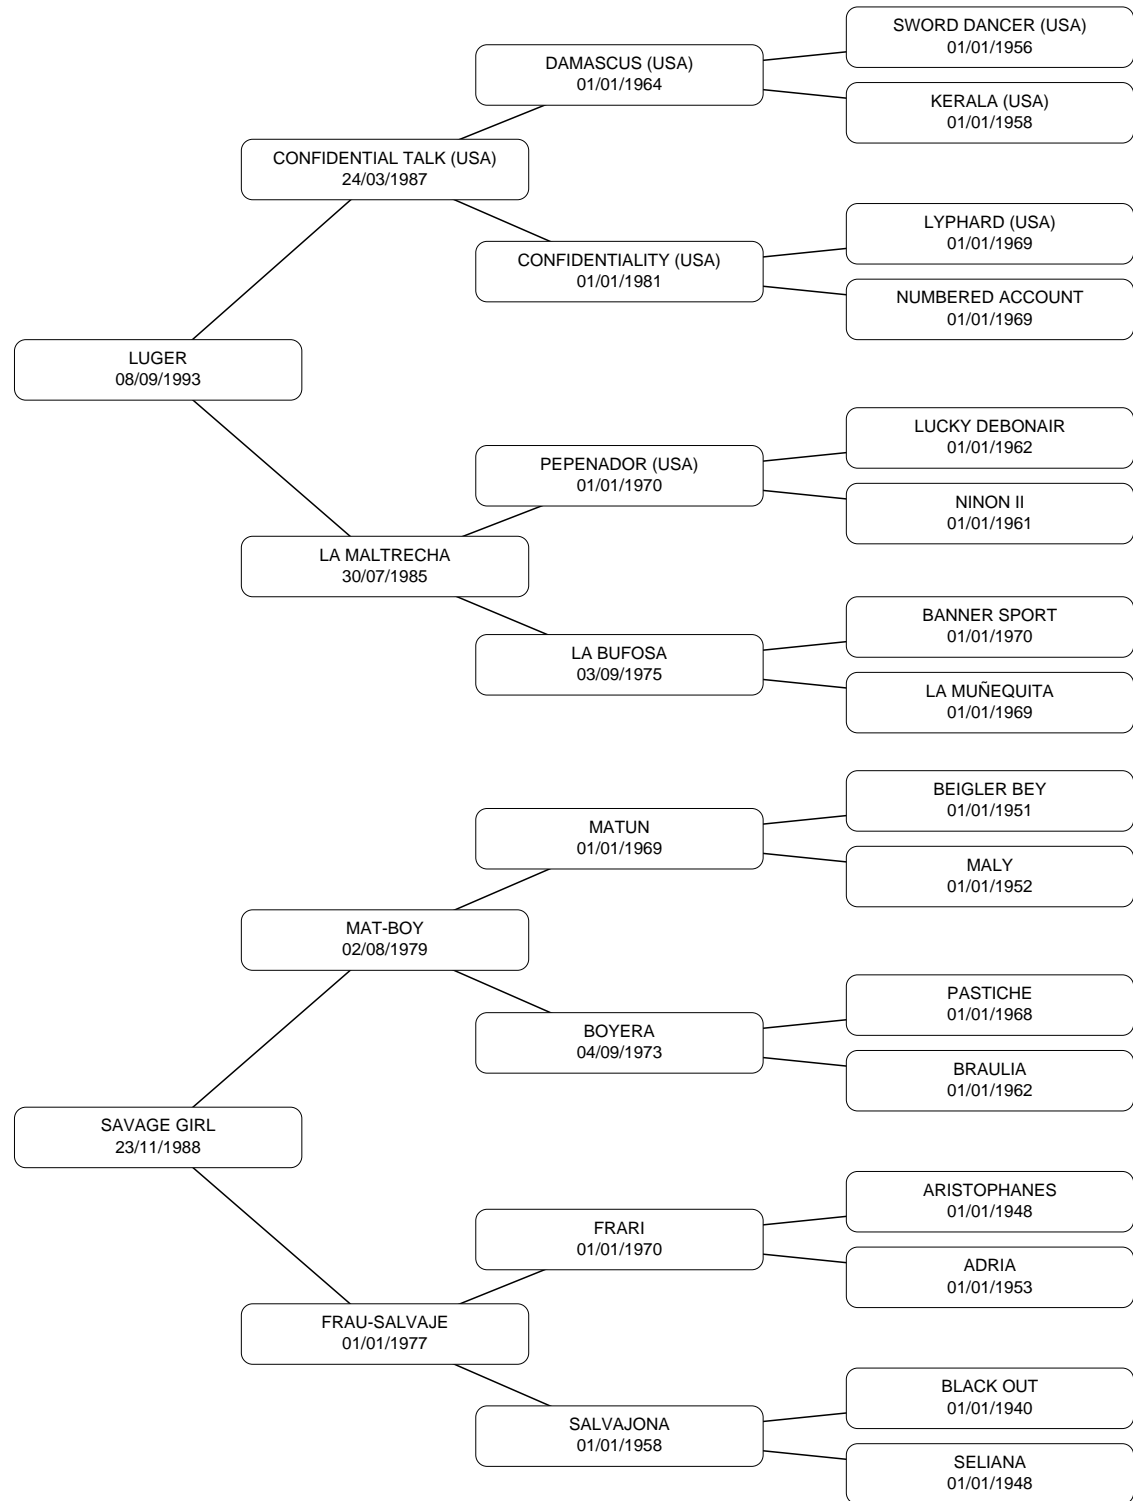 SWORD DANCER (USA)
01/01/1956
DAMASCUS (USA)
01/01/1964
KERALA (USA)
01/01/1958
CONFIDENTIAL TALK (USA)
24/03/1987
LYPHARD (USA)
01/01/1969
CONFIDENTIALITY (USA)
01/01/1981
NUMBERED ACCOUNT
01/01/1969
LUGER
08/09/1993
LUCKY DEBONAIR
01/01/1962
PEPENADOR (USA)
01/01/1970
NINON II
01/01/1961
LA MALTRECHA
30/07/1985
BANNER SPORT
01/01/1970
LA BUFOSA
03/09/1975
LA MUÑEQUITA
01/01/1969
BEIGLER BEY
01/01/1951
MATUN
01/01/1969
MALY
01/01/1952
MAT-BOY
02/08/1979
PASTICHE
01/01/1968
BOYERA
04/09/1973
BRAULIA
01/01/1962
SAVAGE GIRL
23/11/1988
ARISTOPHANES
01/01/1948
FRARI
01/01/1970
ADRIA
01/01/1953
FRAU-SALVAJE
01/01/1977
BLACK OUT
01/01/1940
SALVAJONA
01/01/1958
SELIANA
01/01/1948